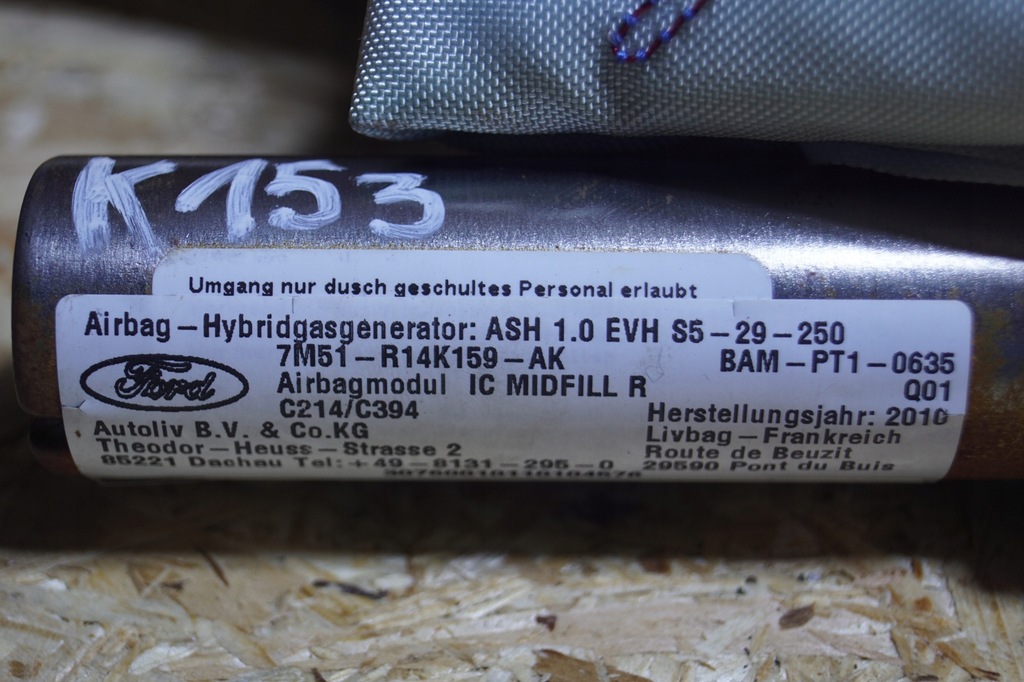 K153
Umgang nur dusch geschultes Personal erlaubt
Airbag-Hybridgasgenerator: ASH 1.0 EVH S5-29-250
7M51-R14K159-AK BAM-PT1-0635
Ford Airbagmodul IC MIDFILL R Q01
C214/C394 Herstellungsjahr: 2010
Autoliv B.V. & Co.KG Livbag-Frankreich
Theodor-Heuss-Strasse 2 Route de Beuzit
85221 Dachau Tel:+49-8131-295-0 29590 Pont du Buis